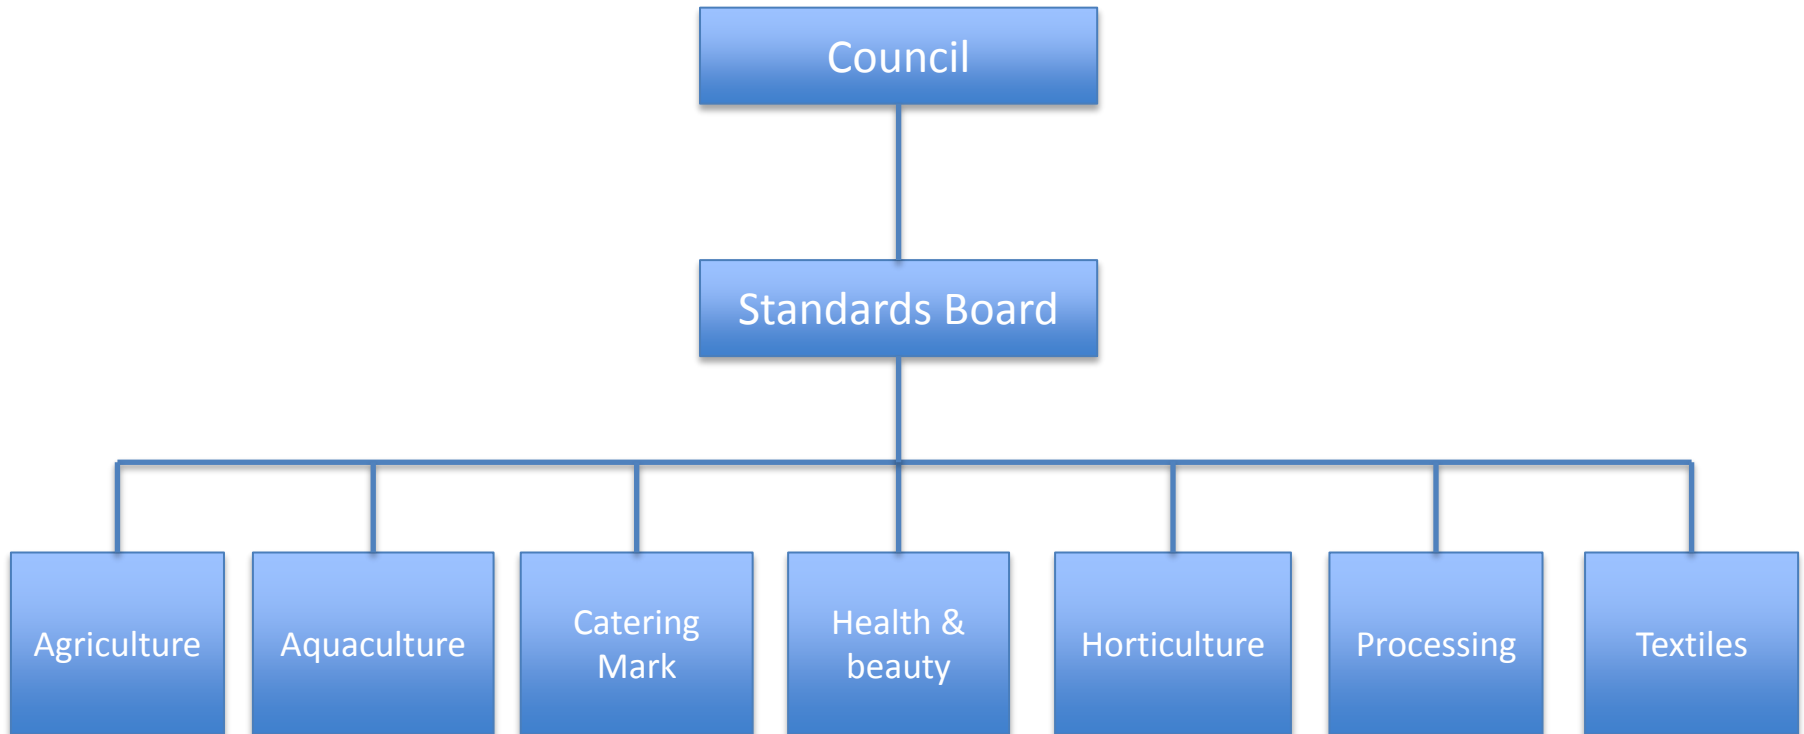 Council
Standards Board
Agriculture
Aquaculture
Catering
Mark
Health &
beauty
Horticulture
Processing
Textiles